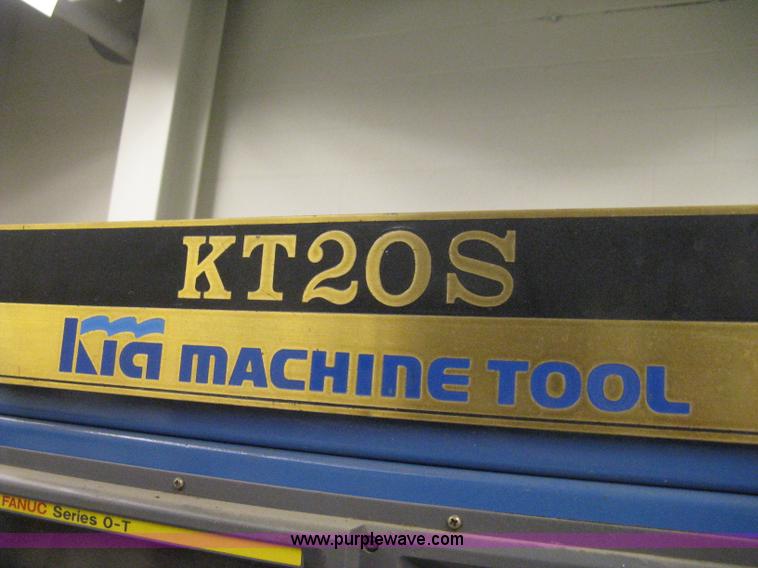 KT20S
Kia MACHINE TOOL
FANUC Series 0-T
www.purplewave.com